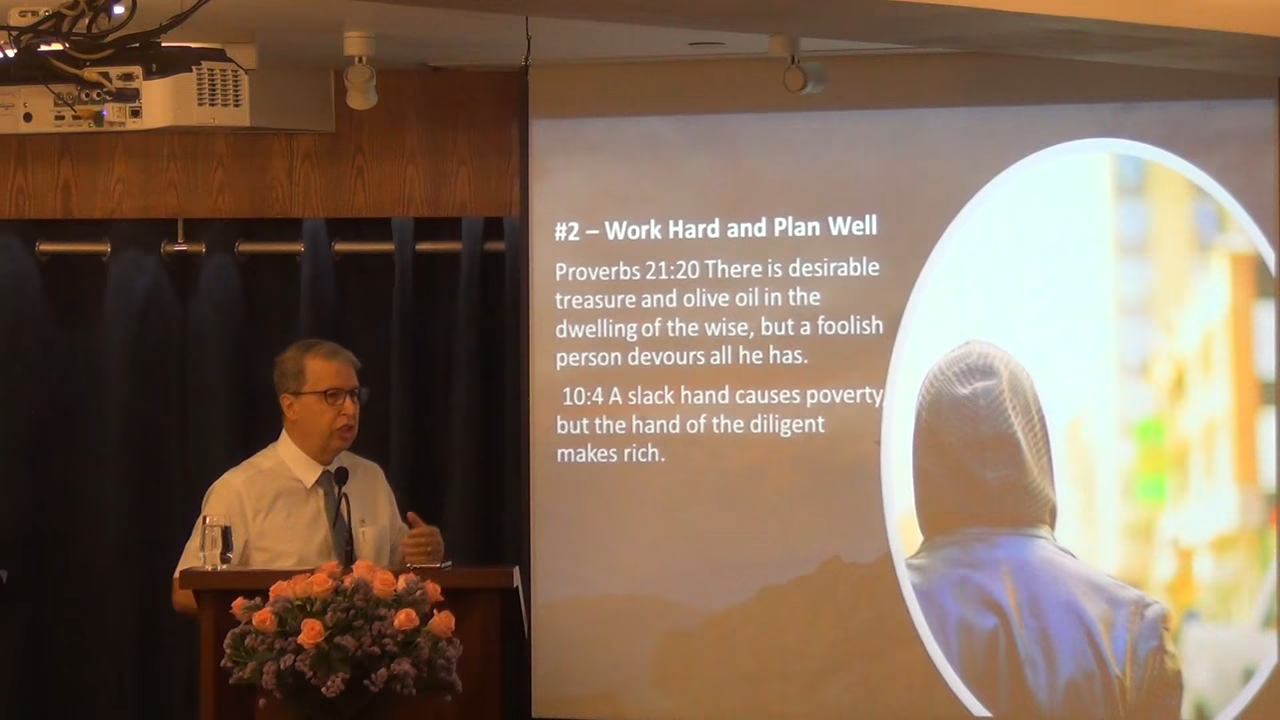 #2 – Work Hard and Plan Well
Proverbs 21:20 There is desirable
treasure and olive oil in the
dwelling of the wise, but a foolish
person devours all he has.
10:4 A slack hand causes poverty,
but the hand of the diligent
makes rich.